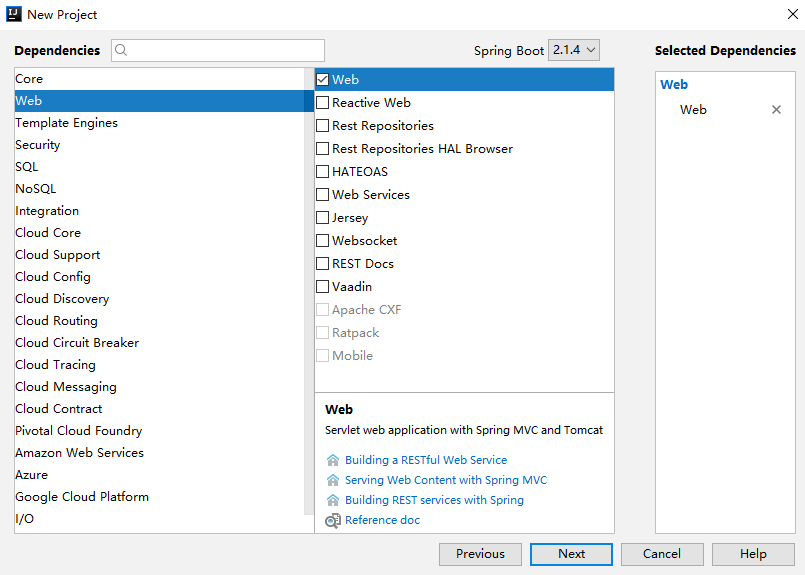 New Project
Dependencies
Spring Boot 2.1.4
Selected Dependencies
Core
Web
Template Engines
Security
SQL
NoSQL
Integration
Cloud Core
Cloud Support
Cloud Config
Cloud Discovery
Cloud Routing
Cloud Circuit Breaker
Cloud Tracing
Cloud Messaging
Cloud Contract
Pivotal Cloud Foundry
Amazon Web Services
Azure
Google Cloud Platform
I/O
Web
Reactive Web
Rest Repositories
Rest Repositories HAL Browser
HATEOAS
Web Services
Jersey
Websocket
REST Docs
Vaadin
Apache CXF
Ratpack
Mobile
Web
Servlet web application with Spring MVC and Tomcat
Building a RESTful Web Service
Serving Web Content with Spring MVC
Building REST services with Spring
Reference doc
Web
Web
Previous
Next
Cancel
Help